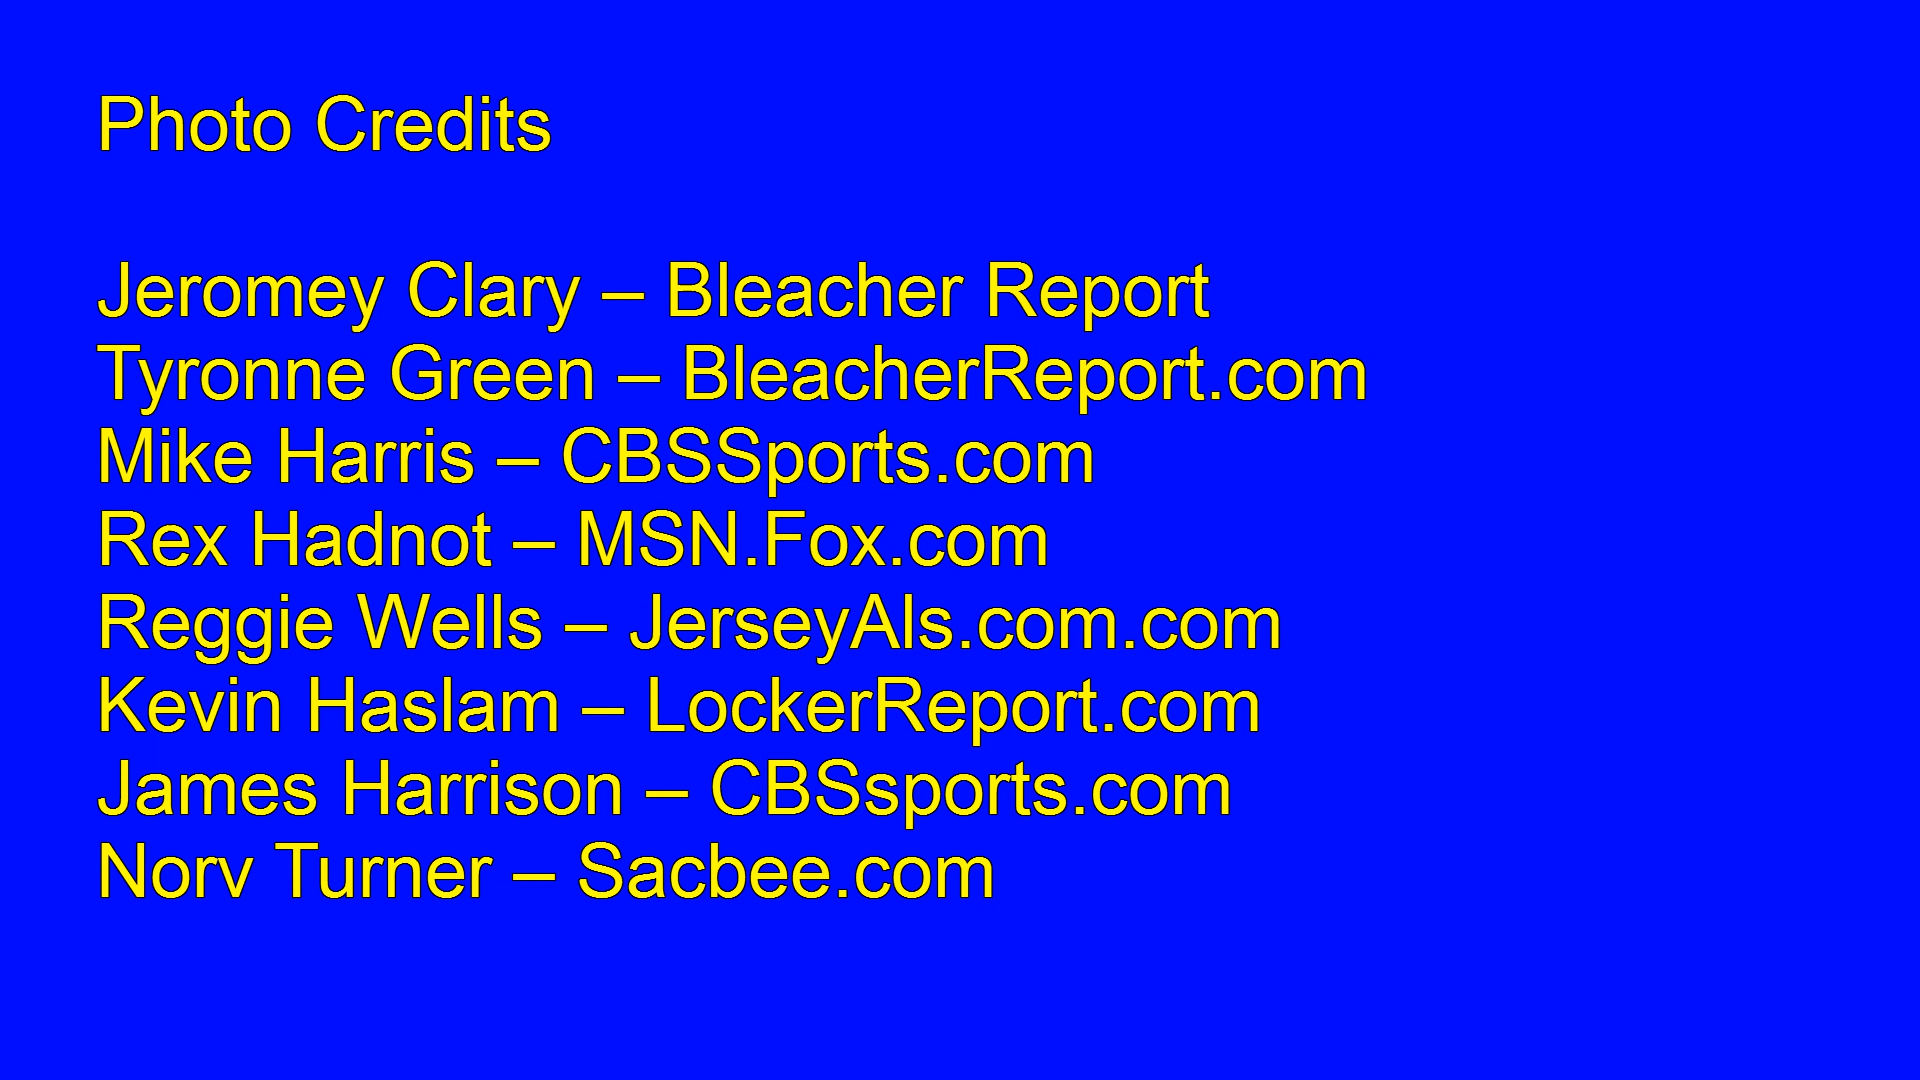 Photo Credits
Jeromey Clary – Bleacher Report
Tyronne Green – BleacherReport.com
Mike Harris – CBSSports.com
Rex Hadnot – MSN.Fox.com
Reggie Wells – JerseyAls.com.com
Kevin Haslam – LockerReport.com
James Harrison – CBSsports.com
Norv Turner – Sacbee.com